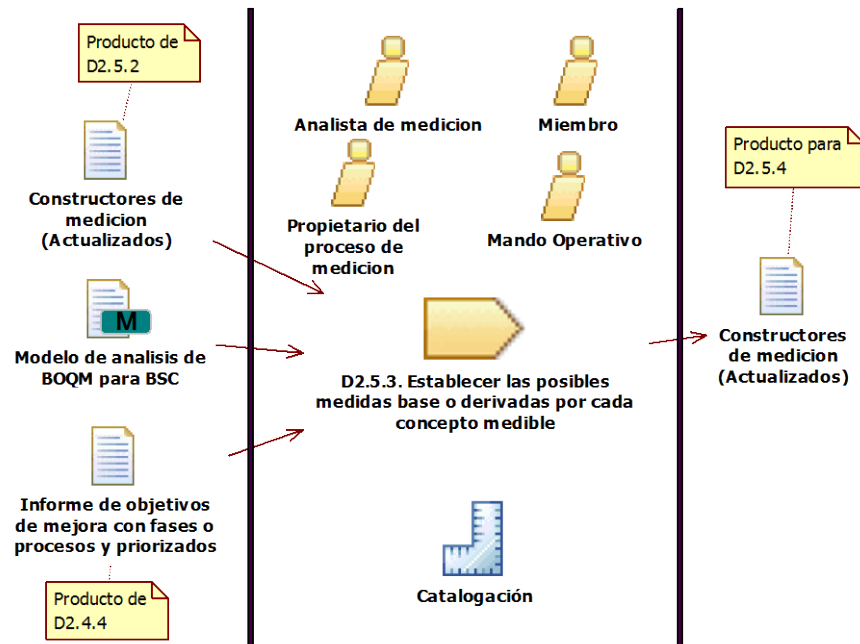 Producto de
D2.5.2
Constructores de
medicion
(Actualizados)
M
Modelo de analisis de
BOQM para BSC
Informe de objetivos
de mejora con fases o
procesos y priorizados
Producto de
D2.4.4
Analista de medicion
Miembro
Propietario del
proceso de
medicion
Mando Operativo
D2.5.3. Establecer las posibles
medidas base o derivadas por cada
concepto medible
Catalogación
Producto para
D2.5.4
Constructores
de medicion
(Actualizados)